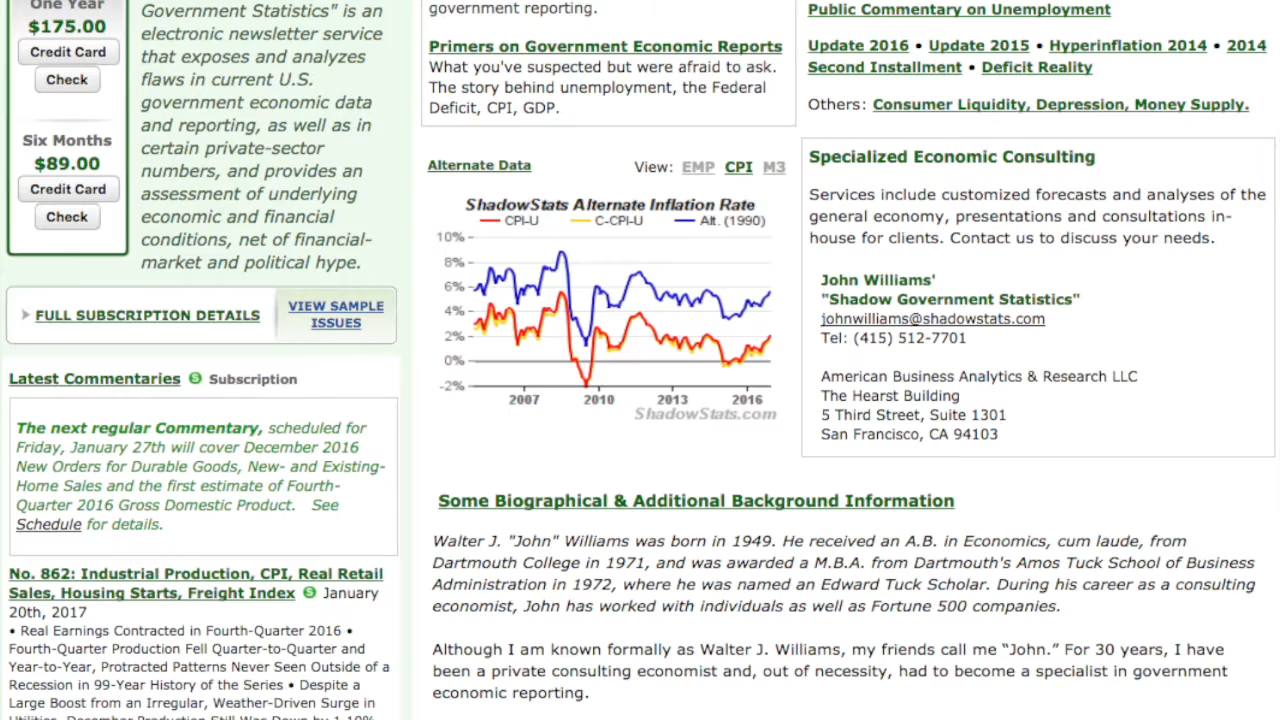 One Year
$175.00
Credit Card
Check
Six Months
$89.00
Credit Card
Check
Government Statistics" is an
electronic newsletter service
that exposes and analyzes
flaws in current U.S.
government economic data
and reporting, as well as in
certain private-sector
numbers, and provides an
assessment of underlying
economic and financial
conditions, net of financial-
market and political hype.
FULL SUBSCRIPTION DETAILS
VIEW SAMPLE
ISSUES
Latest Commentaries S Subscription
The next regular Commentary, scheduled for
Friday, January 27th will cover December 2016
New Orders for Durable Goods, New- and Existing-
Home Sales and the first estimate of Fourth-
Quarter 2016 Gross Domestic Product. See
Schedule for details.
No. 862: Industrial Production, CPI, Real Retail
Sales, Housing Starts, Freight Index S January
20th, 2017
• Real Earnings Contracted in Fourth-Quarter 2016 •
Fourth-Quarter Production Fell Quarter-to-Quarter and
Year-to-Year, Protracted Patterns Never Seen Outside of a
Recession in 99-Year History of the Series • Despite a
Large Boost from an Irregular, Weather-Driven Surge in
Utilities, December Production Still Was Down by 1.10%
government reporting.
Primers on Government Economic Reports
What you've suspected but were afraid to ask.
The story behind unemployment, the Federal
Deficit, CPI, GDP.
Alternate Data View: EMP CPI M3
ShadowStats Alternate Inflation Rate
CPI-U C-CPI-U Alt. (1990)
10%
8%
6%
4%
2%
0%
-2%
2007 2010 2013 2016
ShadowStats.com
Public Commentary on Unemployment
Update 2016 • Update 2015 • Hyperinflation 2014 • 2014
Second Installment • Deficit Reality
Others: Consumer Liquidity, Depression, Money Supply.
Specialized Economic Consulting
Services include customized forecasts and analyses of the
general economy, presentations and consultations in-
house for clients. Contact us to discuss your needs.
John Williams'
"Shadow Government Statistics"
johnwilliams@shadowstats.com
Tel: (415) 512-7701
American Business Analytics & Research LLC
The Hearst Building
5 Third Street, Suite 1301
San Francisco, CA 94103
Some Biographical & Additional Background Information
Walter J. "John" Williams was born in 1949. He received an A.B. in Economics, cum laude, from
Dartmouth College in 1971, and was awarded a M.B.A. from Dartmouth's Amos Tuck School of Business
Administration in 1972, where he was named an Edward Tuck Scholar. During his career as a consulting
economist, John has worked with individuals as well as Fortune 500 companies.
Although I am known formally as Walter J. Williams, my friends call me “John.” For 30 years, I have
been a private consulting economist and, out of necessity, had to become a specialist in government
economic reporting.